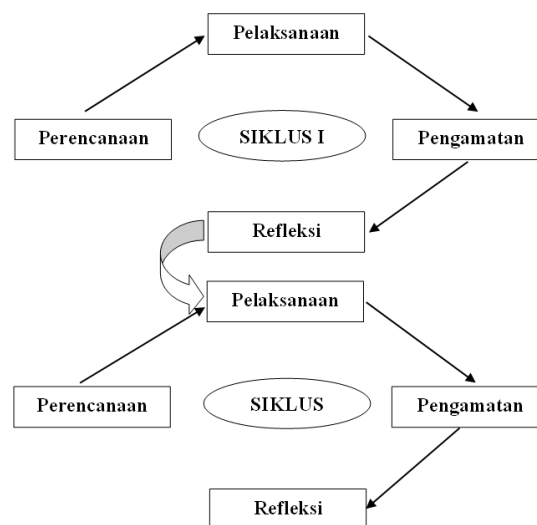 Pelaksanaan
Perencanaan
SIKLUS I
Pengamatan
Refleksi
Pelaksanaan
Perencanaan
SIKLUS
Pengamatan
Refleksi